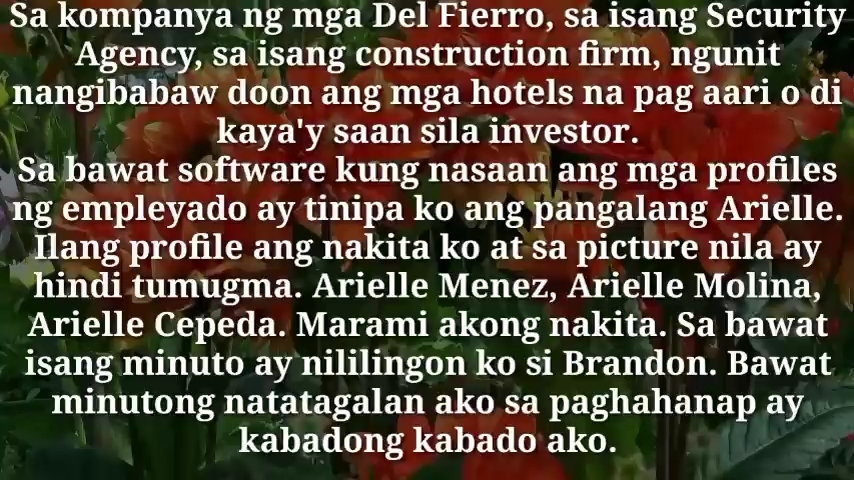 Sa kompanya ng mga Del Fierro, sa isang Security
Agency, sa isang construction firm, ngunit
nangibabaw doon ang mga hotels na pag aari o di
kaya'y saan sila investor.
Sa bawat software kung nasaan ang mga profiles
ng empleyado ay tinipa ko ang pangalang Arielle.
Ilang profile ang nakita ko at sa picture nila ay
hindi tumugma. Arielle Menez, Arielle Molina,
Arielle Cepeda. Marami akong nakita. Sa bawat
isang minuto ay nililingon ko si Brandon. Bawat
minutong natatagalan ako sa paghahanap ay
kabadong kabado ako.